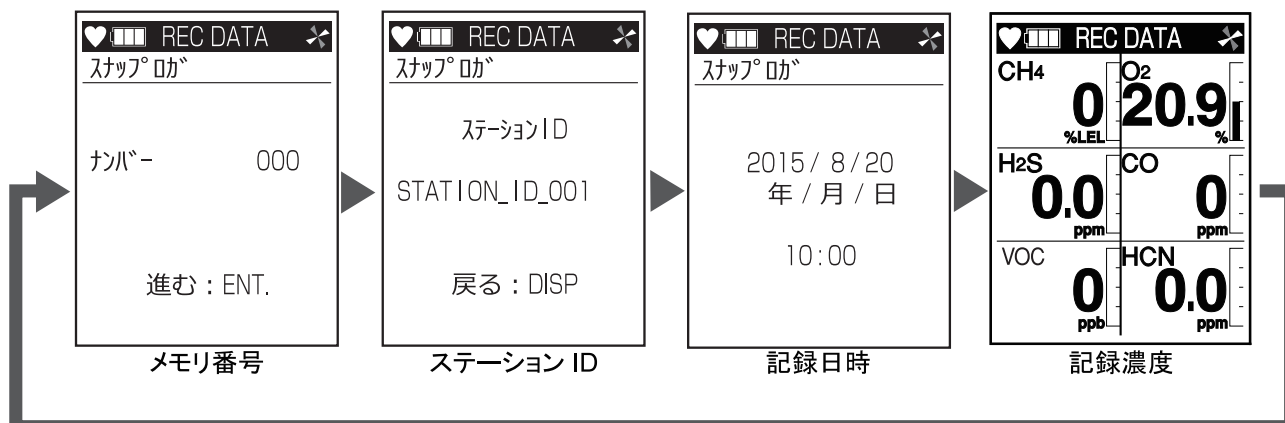 REC DATA
ｽﾅｯﾌﾟﾛｶﾞ
ﾅﾝﾊﾞｰ 000
進む：ENT.
メモリ番号
REC DATA
ｽﾅｯﾌﾟﾛｶﾞ
ｽﾃｰｼｮﾝID
STATION_ID_001
戻る：DISP
ステーション ID
REC DATA
ｽﾅｯﾌﾟﾛｶﾞ
2015/ 8/20
年 / 月 / 日
10:00
記録日時
REC DATA
CH4 O2
0 20.9
%LEL %
H2S CO
0.0 0
ppm ppm
VOC HCN
0 0.0
ppb ppm
記録濃度